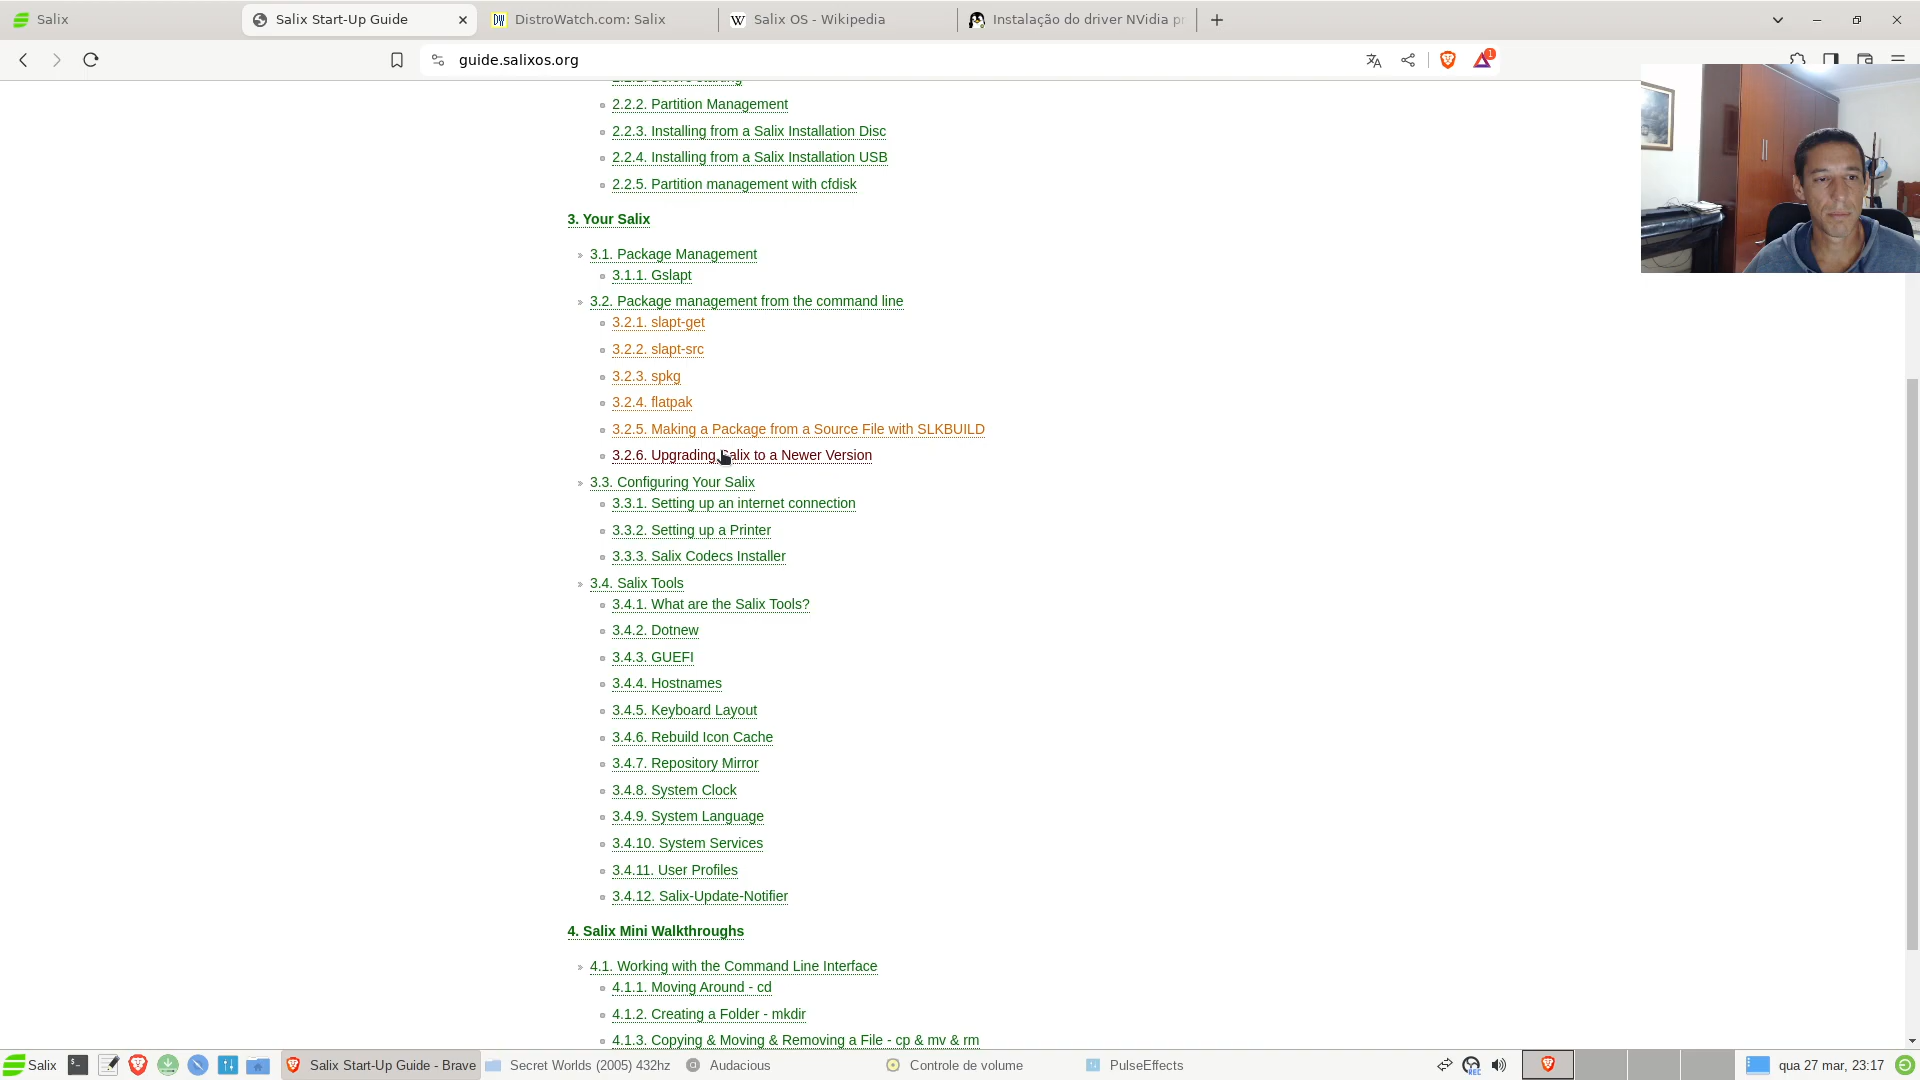 Salix
Salix Start-Up Guide
DistroWatch.com: Salix
Salix OS - Wikipedia
Instalação do driver NVidia pr
guide.salixos.org
1
2.2.2. Partition Management
2.2.3. Installing from a Salix Installation Disc
2.2.4. Installing from a Salix Installation USB
2.2.5. Partition management with cfdisk
3. Your Salix
3.1. Package Management
3.1.1. Gslapt
3.2. Package management from the command line
3.2.1. slapt-get
3.2.2. slapt-src
3.2.3. spkg
3.2.4. flatpak
3.2.5. Making a Package from a Source File with SLKBUILD
3.2.6. Upgrading Salix to a Newer Version
3.3. Configuring Your Salix
3.3.1. Setting up an internet connection
3.3.2. Setting up a Printer
3.3.3. Salix Codecs Installer
3.4. Salix Tools
3.4.1. What are the Salix Tools?
3.4.2. Dotnew
3.4.3. GUEFI
3.4.4. Hostnames
3.4.5. Keyboard Layout
3.4.6. Rebuild Icon Cache
3.4.7. Repository Mirror
3.4.8. System Clock
3.4.9. System Language
3.4.10. System Services
3.4.11. User Profiles
3.4.12. Salix-Update-Notifier
4. Salix Mini Walkthroughs
4.1. Working with the Command Line Interface
4.1.1. Moving Around - cd
4.1.2. Creating a Folder - mkdir
4.1.3. Copying & Moving & Removing a File - cp & mv & rm
Salix
Salix Start-Up Guide - Brave
Secret Worlds (2005) 432hz
Audacious
Controle de volume
PulseEffects
REC
qua 27 mar, 23:17